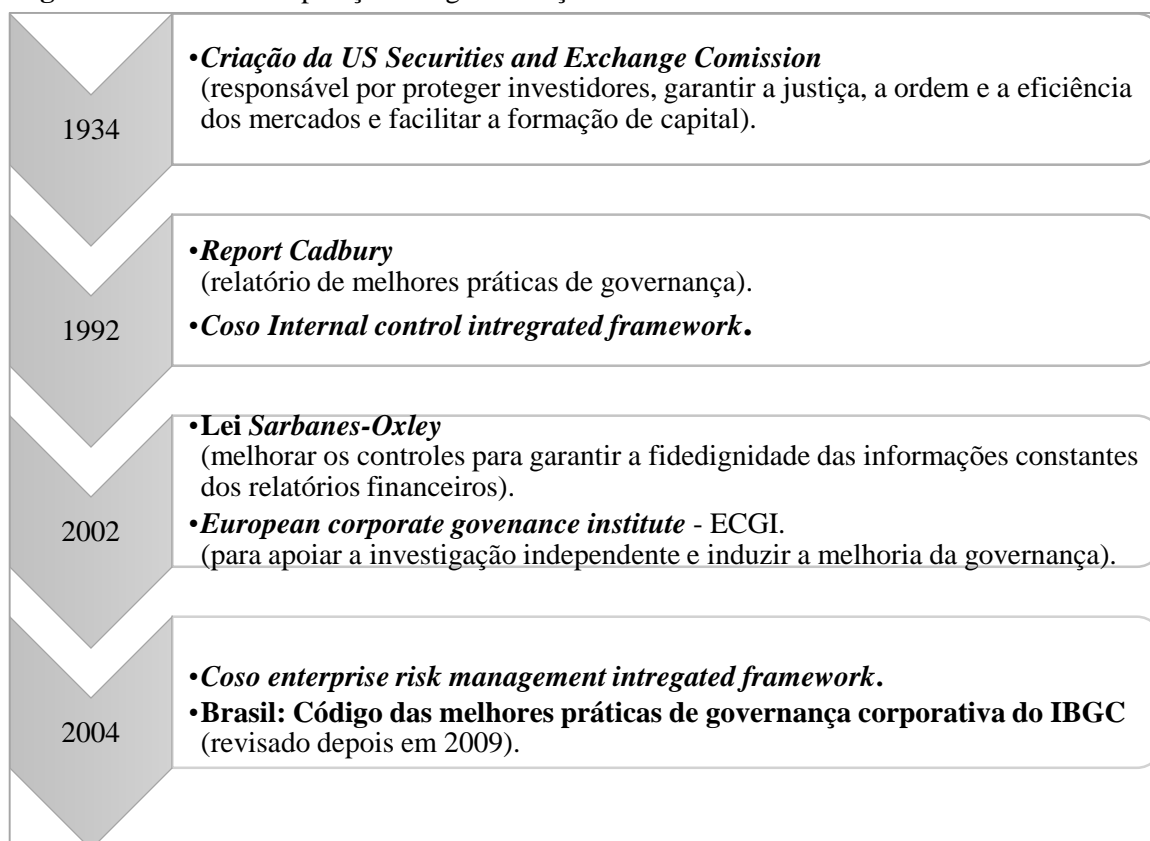 1934
•Criação da US Securities and Exchange Comission
(responsável por proteger investidores, garantir a justiça, a ordem e a eficiência
dos mercados e facilitar a formação de capital).
1992
•Report Cadbury
(relatório de melhores práticas de governança).
•Coso Internal control intregrated framework.
2002
•Lei Sarbanes-Oxley
(melhorar os controles para garantir a fidedignidade das informações constantes
dos relatórios financeiros).
•European corporate govenance institute - ECGI.
(para apoiar a investigação independente e induzir a melhoria da governança).
2004
•Coso enterprise risk management intregated framework.
•Brasil: Código das melhores práticas de governança corporativa do IBGC
(revisado depois em 2009).